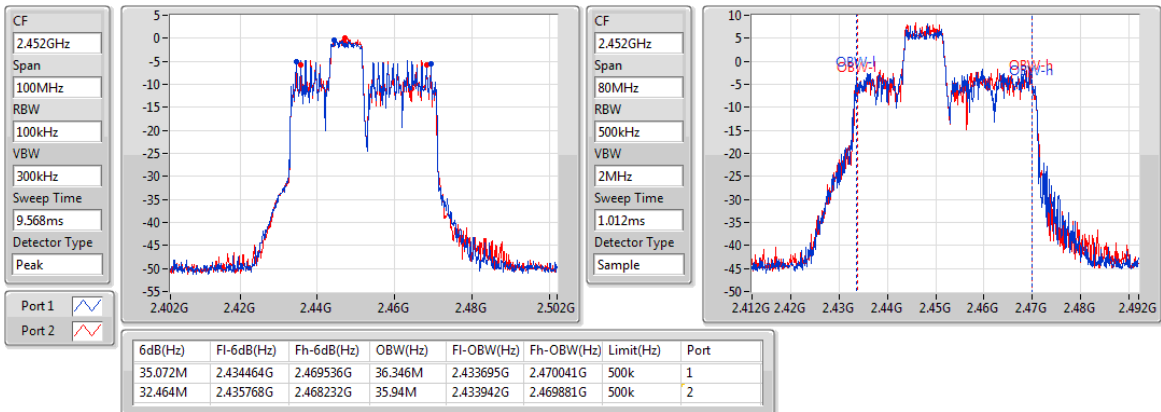 CF
2.452GHz
Span
100MHz
RBW
100kHz
VBW
300kHz
Sweep Time
9.568ms
Detector Type
Peak
Port 1
Port 2
5-
0-
-5-
-10-
-15-
-20-
-25-
-30-
-35-
-40-
-45-
-50-
-55-
2.402G 2.42G 2.44G 2.46G 2.48G 2.502G
CF
2.452GHz
Span
80MHz
RBW
500kHz
VBW
2MHz
Sweep Time
1.012ms
Detector Type
Sample
10-
5-
0-
-5-
-10-
-15-
-20-
-25-
-30-
-35-
-40-
-45-
-50-
OBW-l
OBW-l
OBW-h
OBW-h
2.412G 2.42G 2.43G 2.44G 2.45G 2.46G 2.47G 2.48G 2.492G
6dB(Hz) Fl-6dB(Hz) Fh-6dB(Hz) OBW(Hz) Fl-OBW(Hz) Fh-OBW(Hz) Limit(Hz) Port
35.072M 2.434464G 2.469536G 36.346M 2.433695G 2.470041G 500k 1
32.464M 2.435768G 2.468232G 35.94M 2.433942G 2.469881G 500k 2